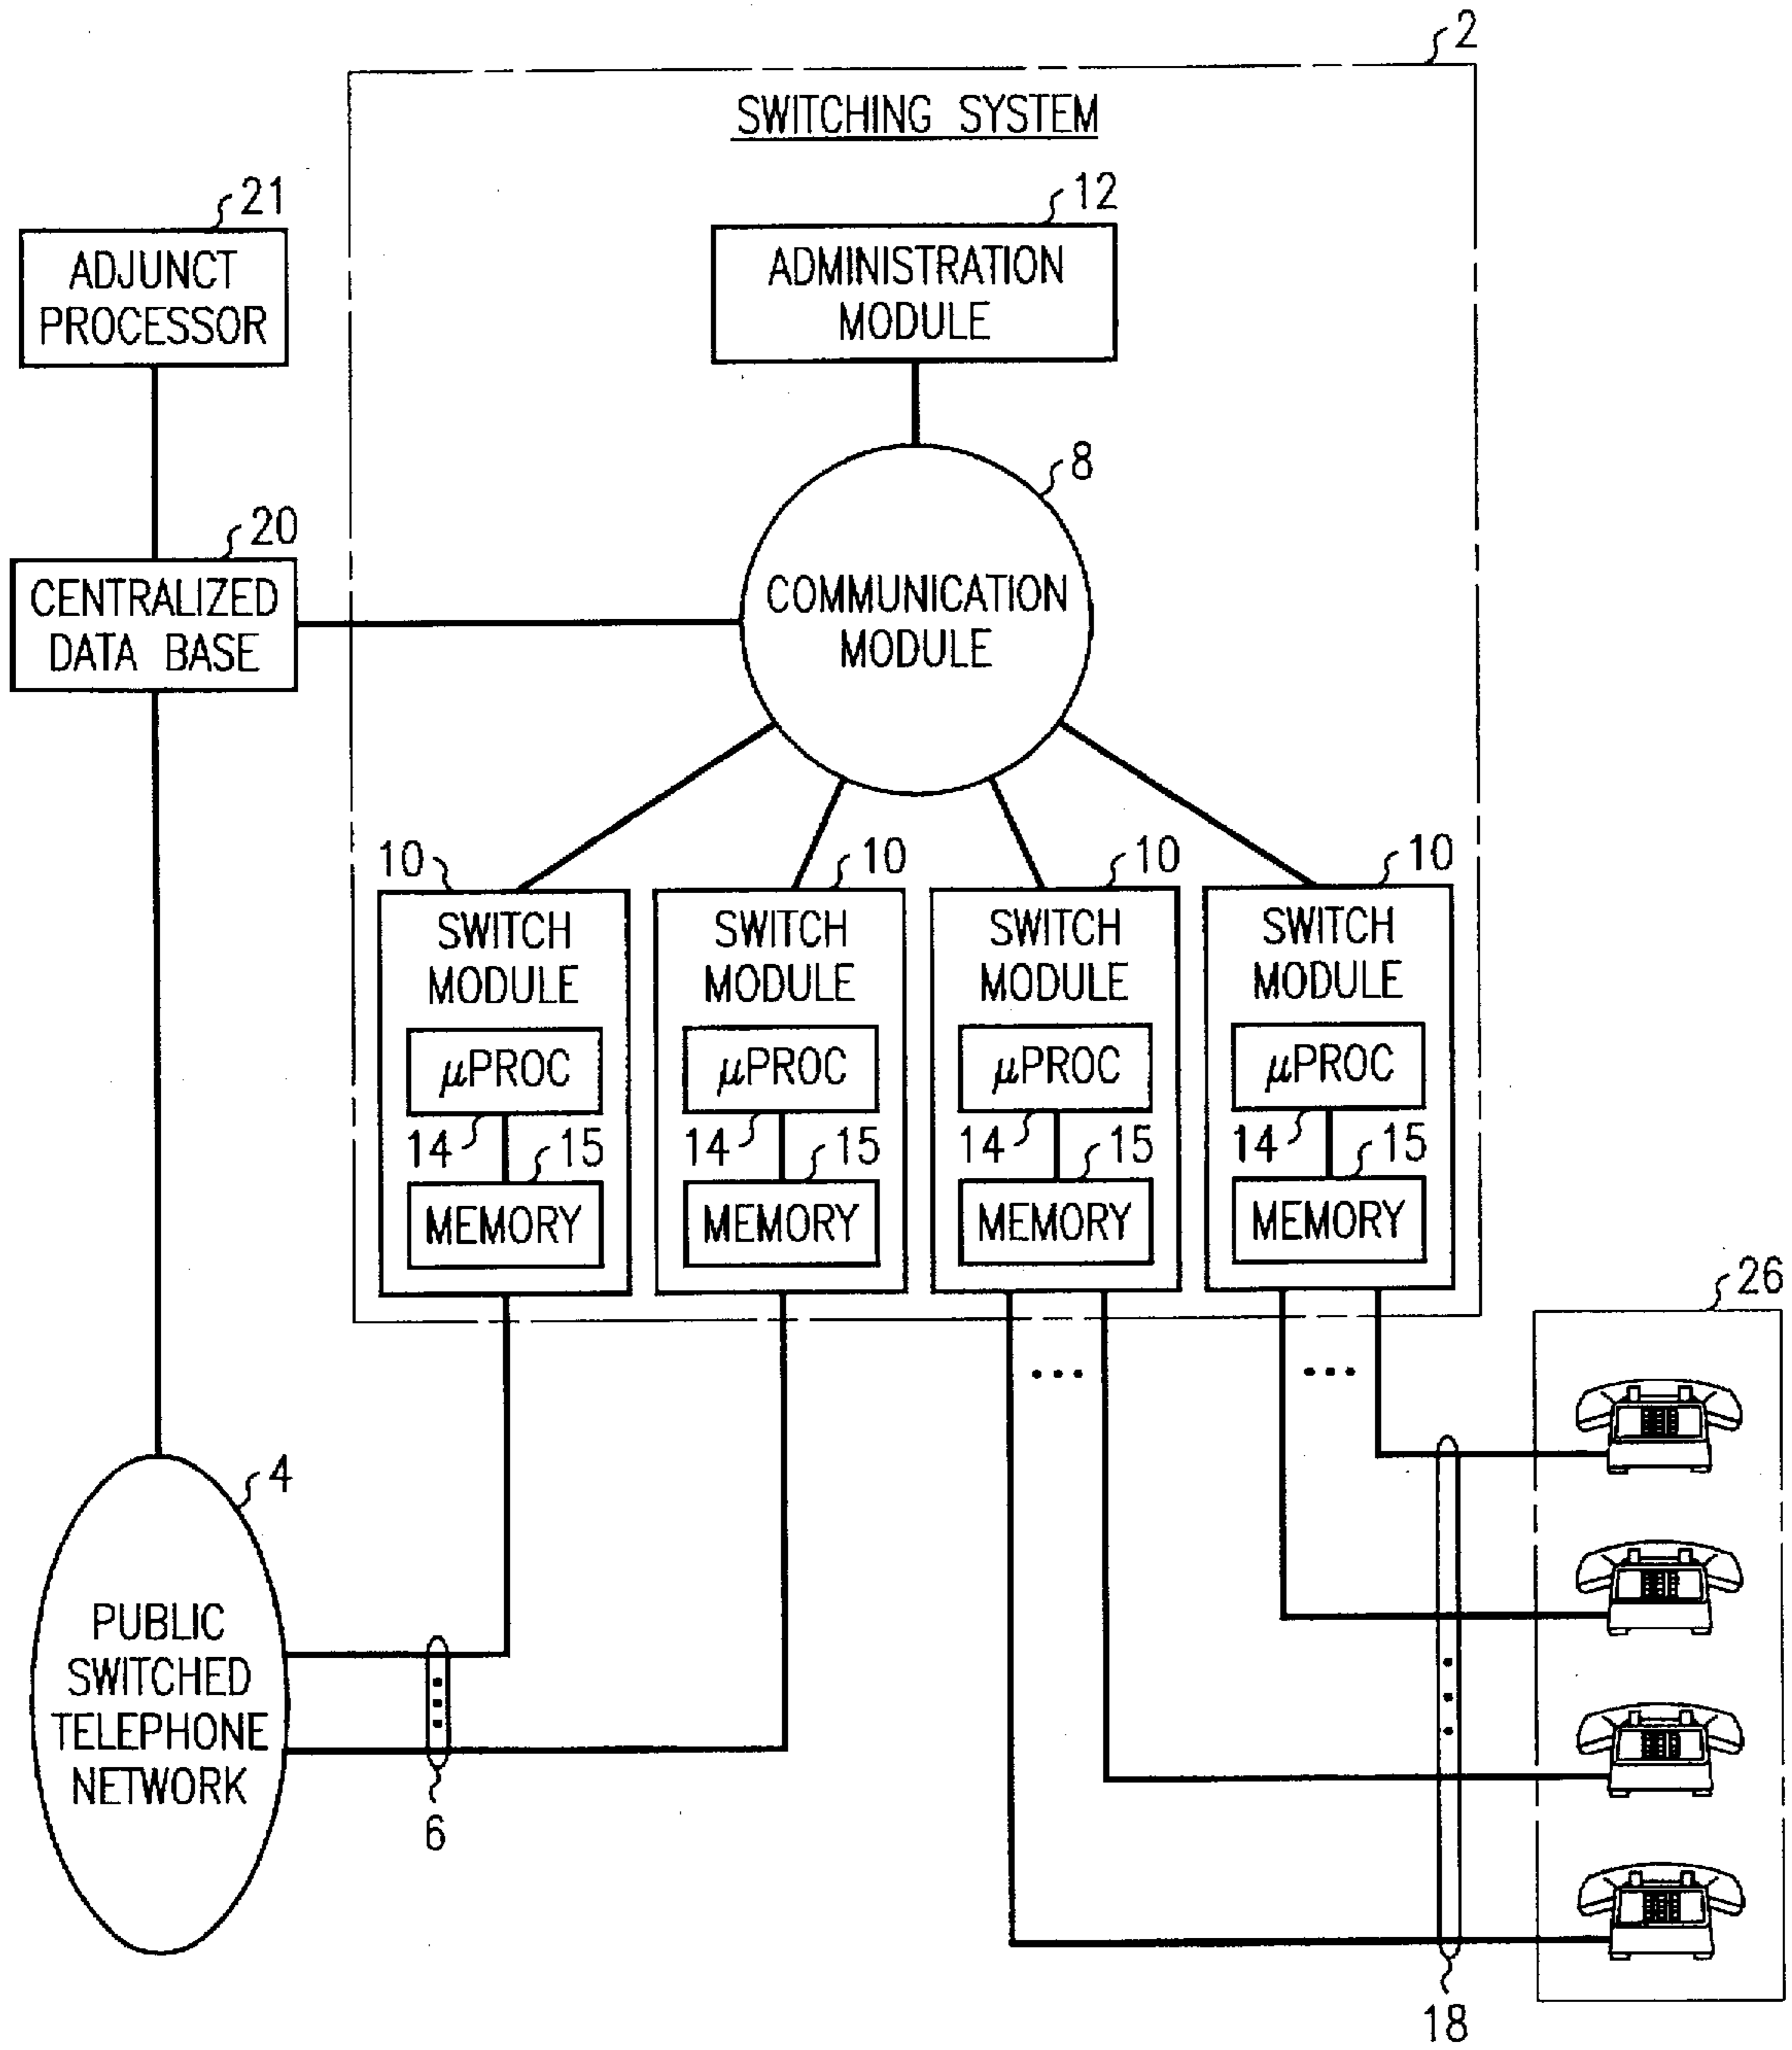 2
SWITCHING SYSTEM
21
ADJUNCT
PROCESSOR
12
ADMINISTRATION
MODULE
8
COMMUNICATION
MODULE
20
CENTRALIZED
DATA BASE
10
SWITCH
MODULE
μPROC
14
15
MEMORY
10
SWITCH
MODULE
μPROC
14
15
MEMORY
10
SWITCH
MODULE
μPROC
14
15
MEMORY
10
SWITCH
MODULE
μPROC
14
15
MEMORY
26
4
PUBLIC
SWITCHED
TELEPHONE
NETWORK
6
18